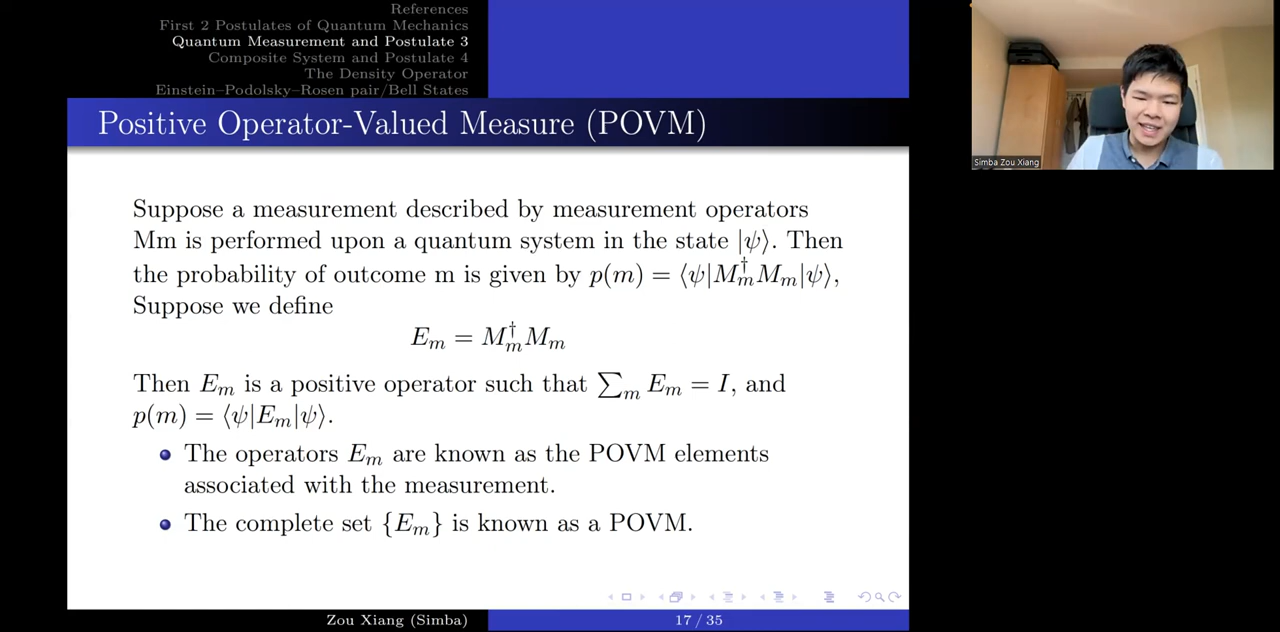 References
First 2 Postulates of Quantum Mechanics
Quantum Measurement and Postulate 3
Composite System and Postulate 4
The Density Operator
Einstein–Podolsky–Rosen pair/Bell States
Positive Operator-Valued Measure (POVM)
Simba Zou Xiang
Suppose a measurement described by measurement operators
Mm is performed upon a quantum system in the state |ψ⟩. Then
the probability of outcome m is given by p(m) = ⟨ψ|M†ₘMₘ|ψ⟩,
Suppose we define
Eₘ = M†ₘMₘ
Then Eₘ is a positive operator such that ∑ₘ Eₘ = I, and
p(m) = ⟨ψ|Eₘ|ψ⟩.
The operators Eₘ are known as the POVM elements
associated with the measurement.
The complete set {Eₘ} is known as a POVM.
Zou Xiang (Simba)
17 / 35